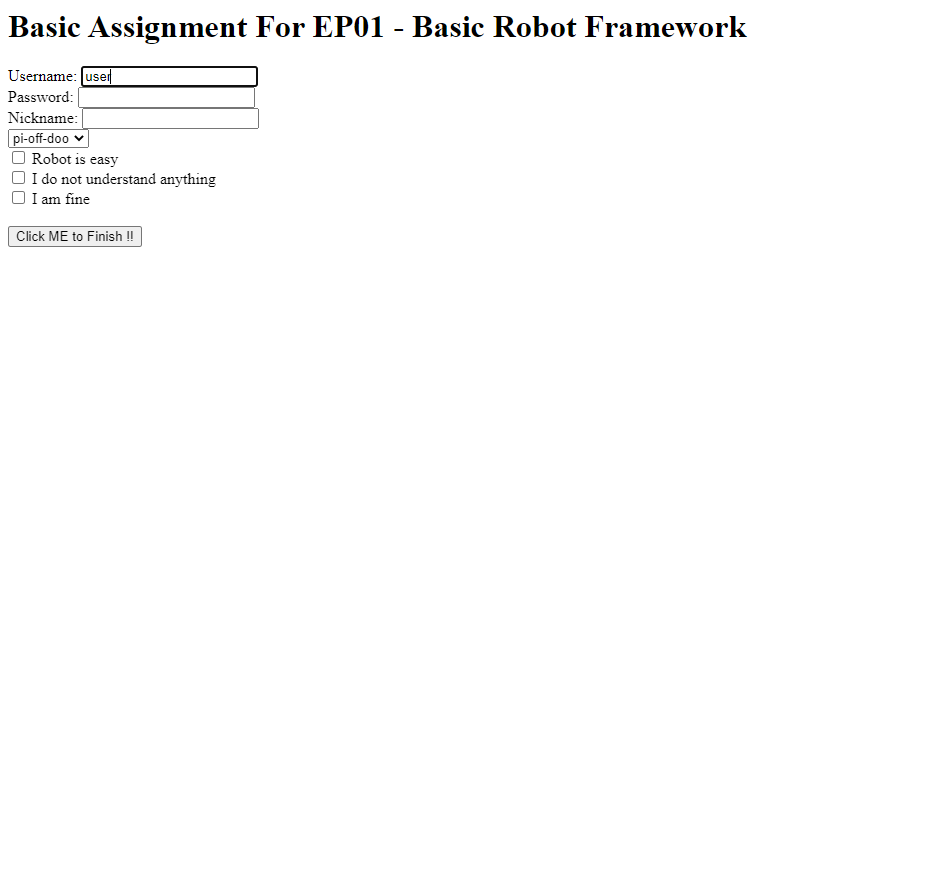 Basic Assignment For EP01 - Basic Robot Framework
Username: user
Password:
Nickname:
pi-off-doo
Robot is easy
I do not understand anything
I am fine
Click ME to Finish !!